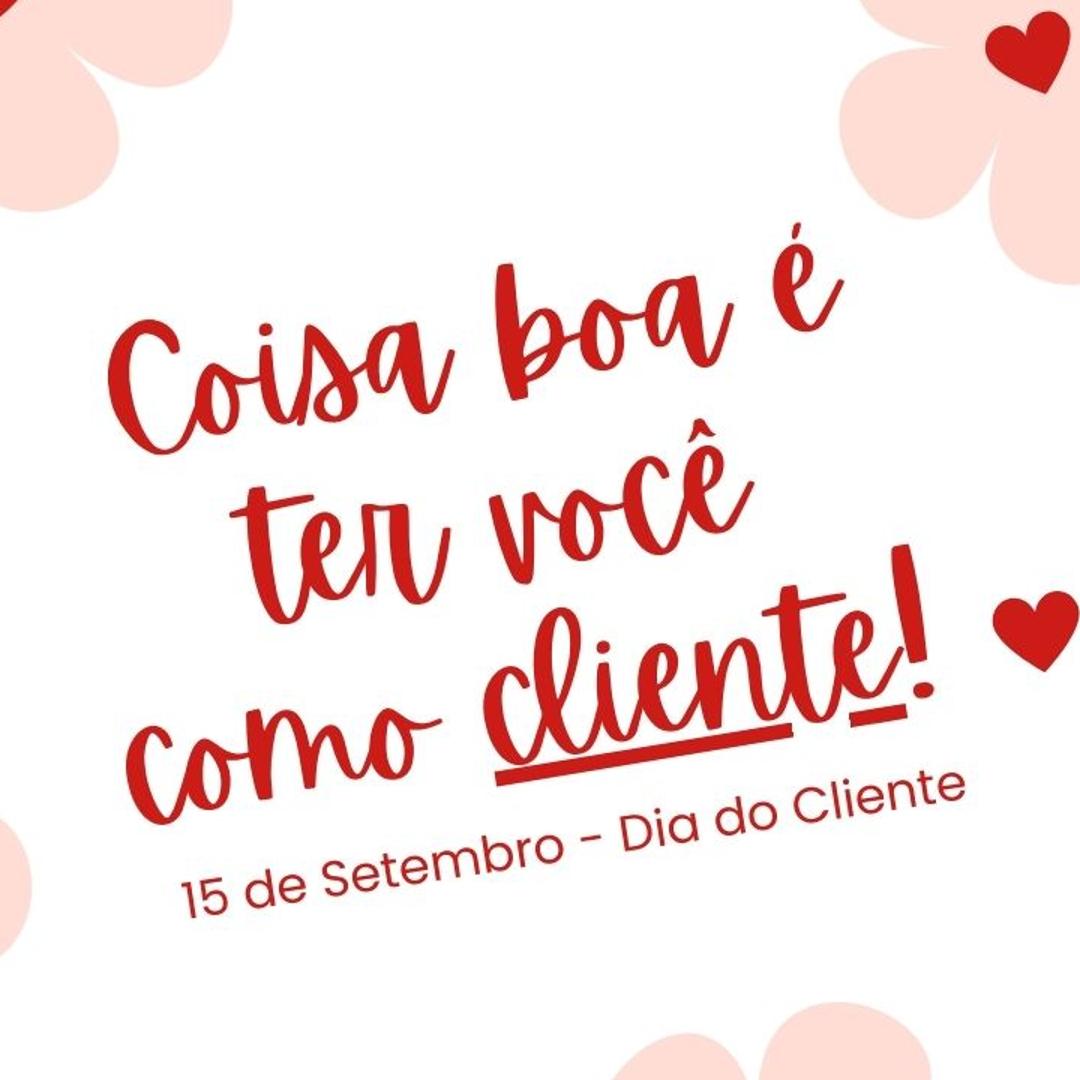 Coisa boa é
ter você
como cliente!
15 de Setembro - Dia do Cliente